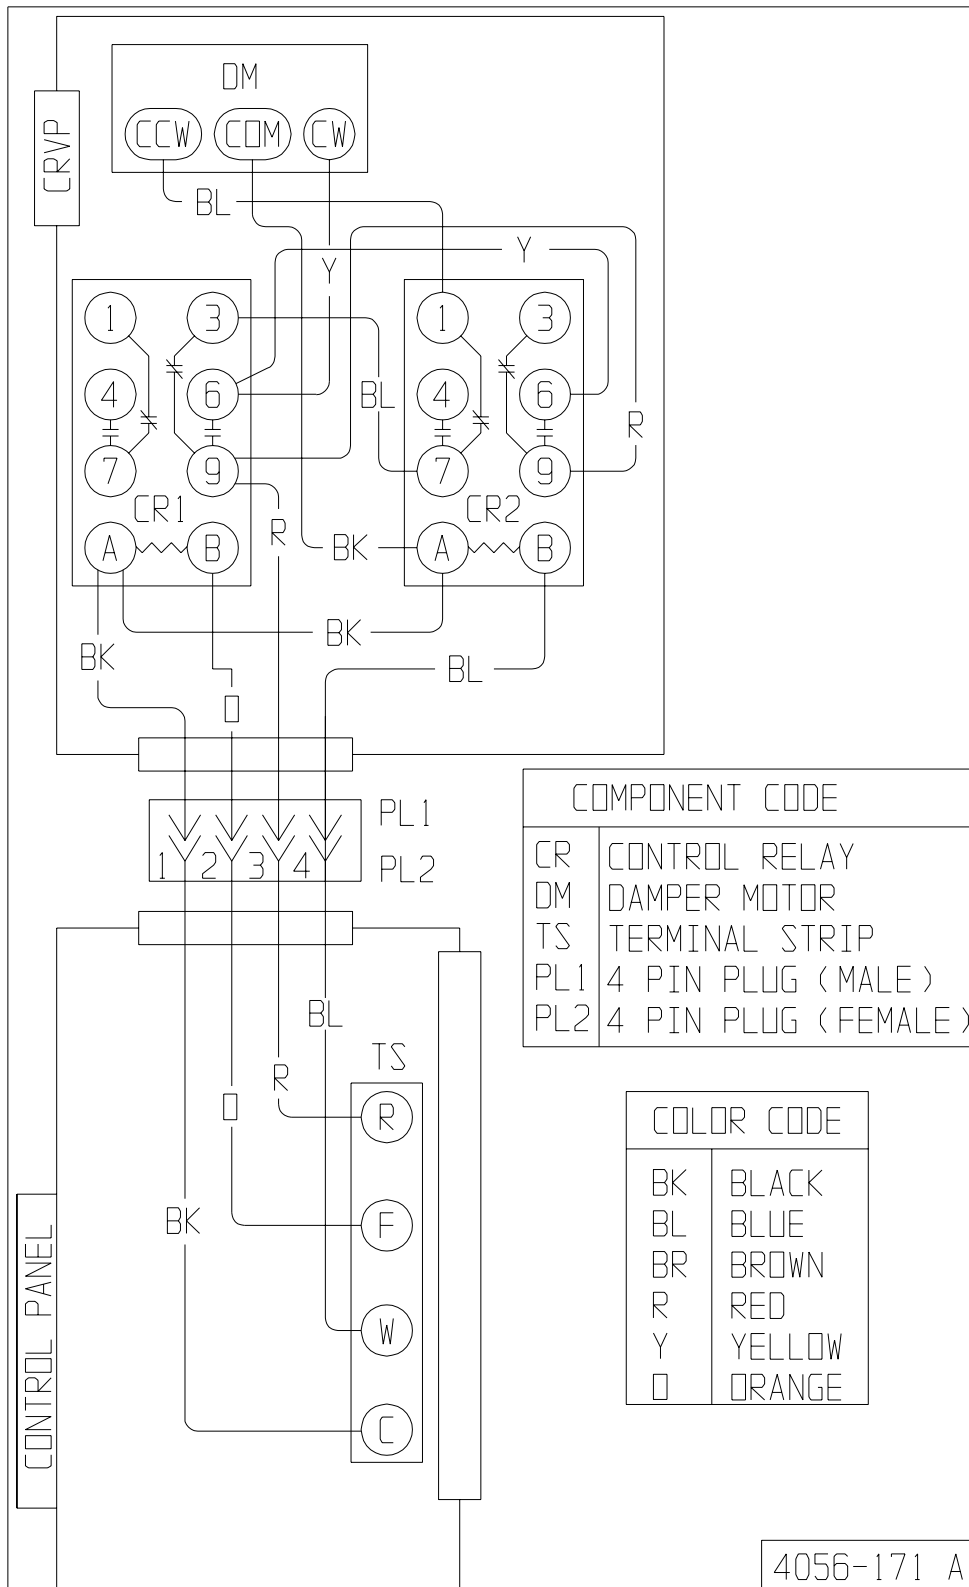 DM
CCW COM CW
CRVP
BL
Y
Y
1 3
1 3
4 6
BL
4 6
R
7 9
7 9
CR1
CR2
R
A B
BK
A B
BK
BK
BL
O
PL1
1 2 3 4
PL2
COMPONENT CODE
CR CONTROL RELAY
DM DAMPER MOTOR
TS TERMINAL STRIP
PL1 4 PIN PLUG (MALE)
PL2 4 PIN PLUG (FEMALE)
BL
TS
R
O
R
BK
F
W
C
CONTROL PANEL
COLOR CODE
BK BLACK
BL BLUE
BR BROWN
R RED
Y YELLOW
O ORANGE
4056-171 A